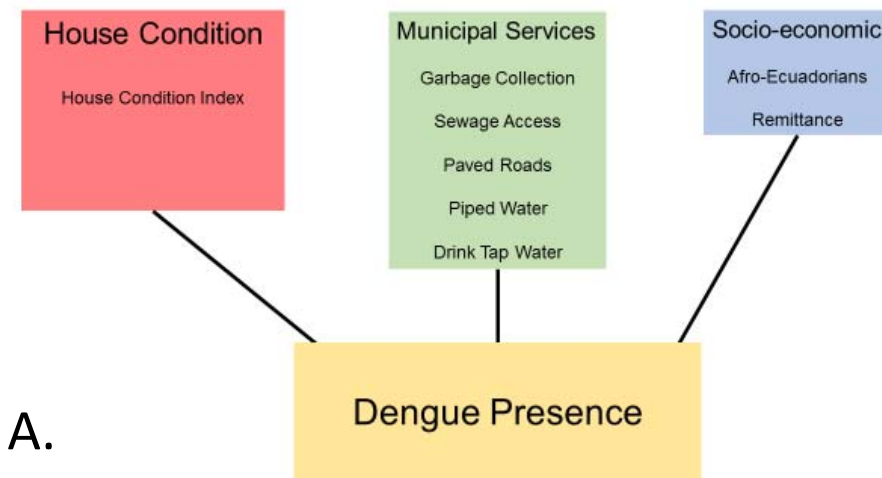 House Condition
House Condition Index
Municipal Services
Garbage Collection
Sewage Access
Paved Roads
Piped Water
Drink Tap Water
Socio-economic
Afro-Ecuadorians
Remittance
Dengue Presence
A.